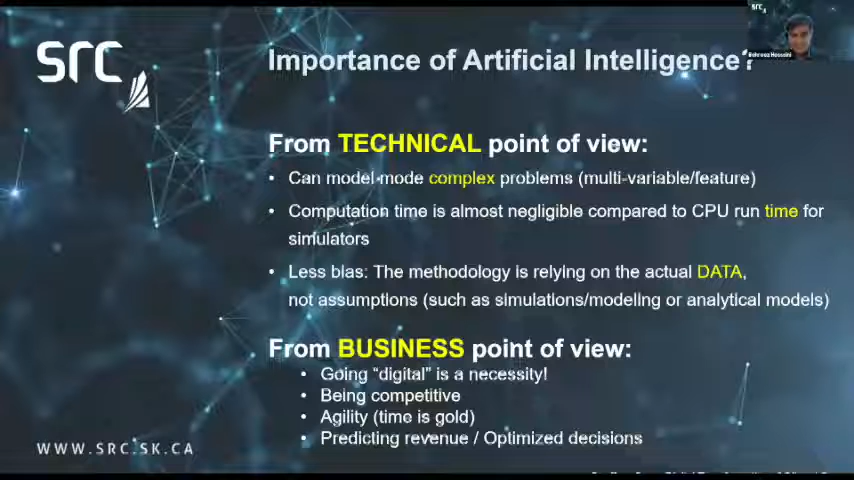 src
src
Behrooz Hossaini
Importance of Artificial Intelligence?
From TECHNICAL point of view:
• Can model mode complex problems (multi-variable/feature)
• Computation time is almost negligible compared to CPU run time for
simulators
• Less bias: The methodology is relying on the actual DATA,
not assumptions (such as simulations/modeling or analytical models)
From BUSINESS point of view:
• Going “digital” is a necessity!
• Being competitive
• Agility (time is gold)
• Predicting revenue / Optimized decisions
WWW.SRC.SK.CA